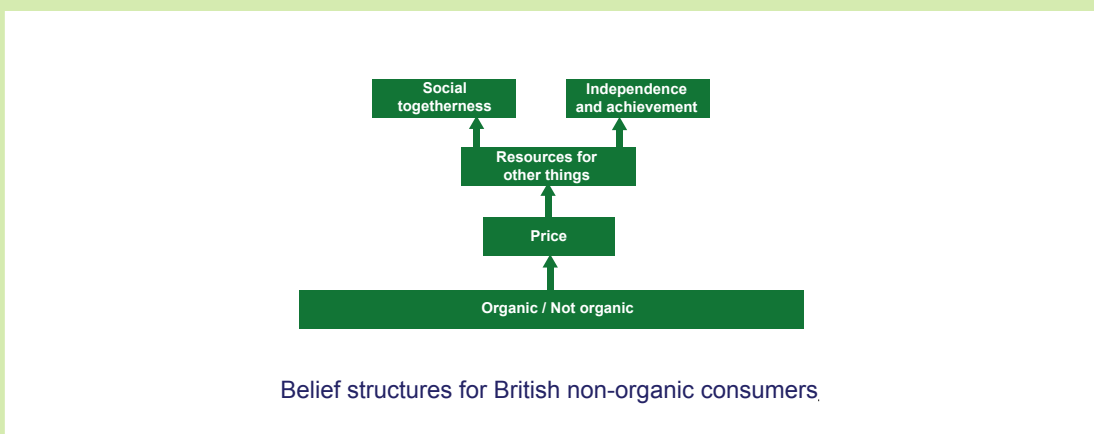 Social
togetherness
Independence
and achievement
Resources for
other things
Price
Organic / Not organic
Belief structures for British non-organic consumers